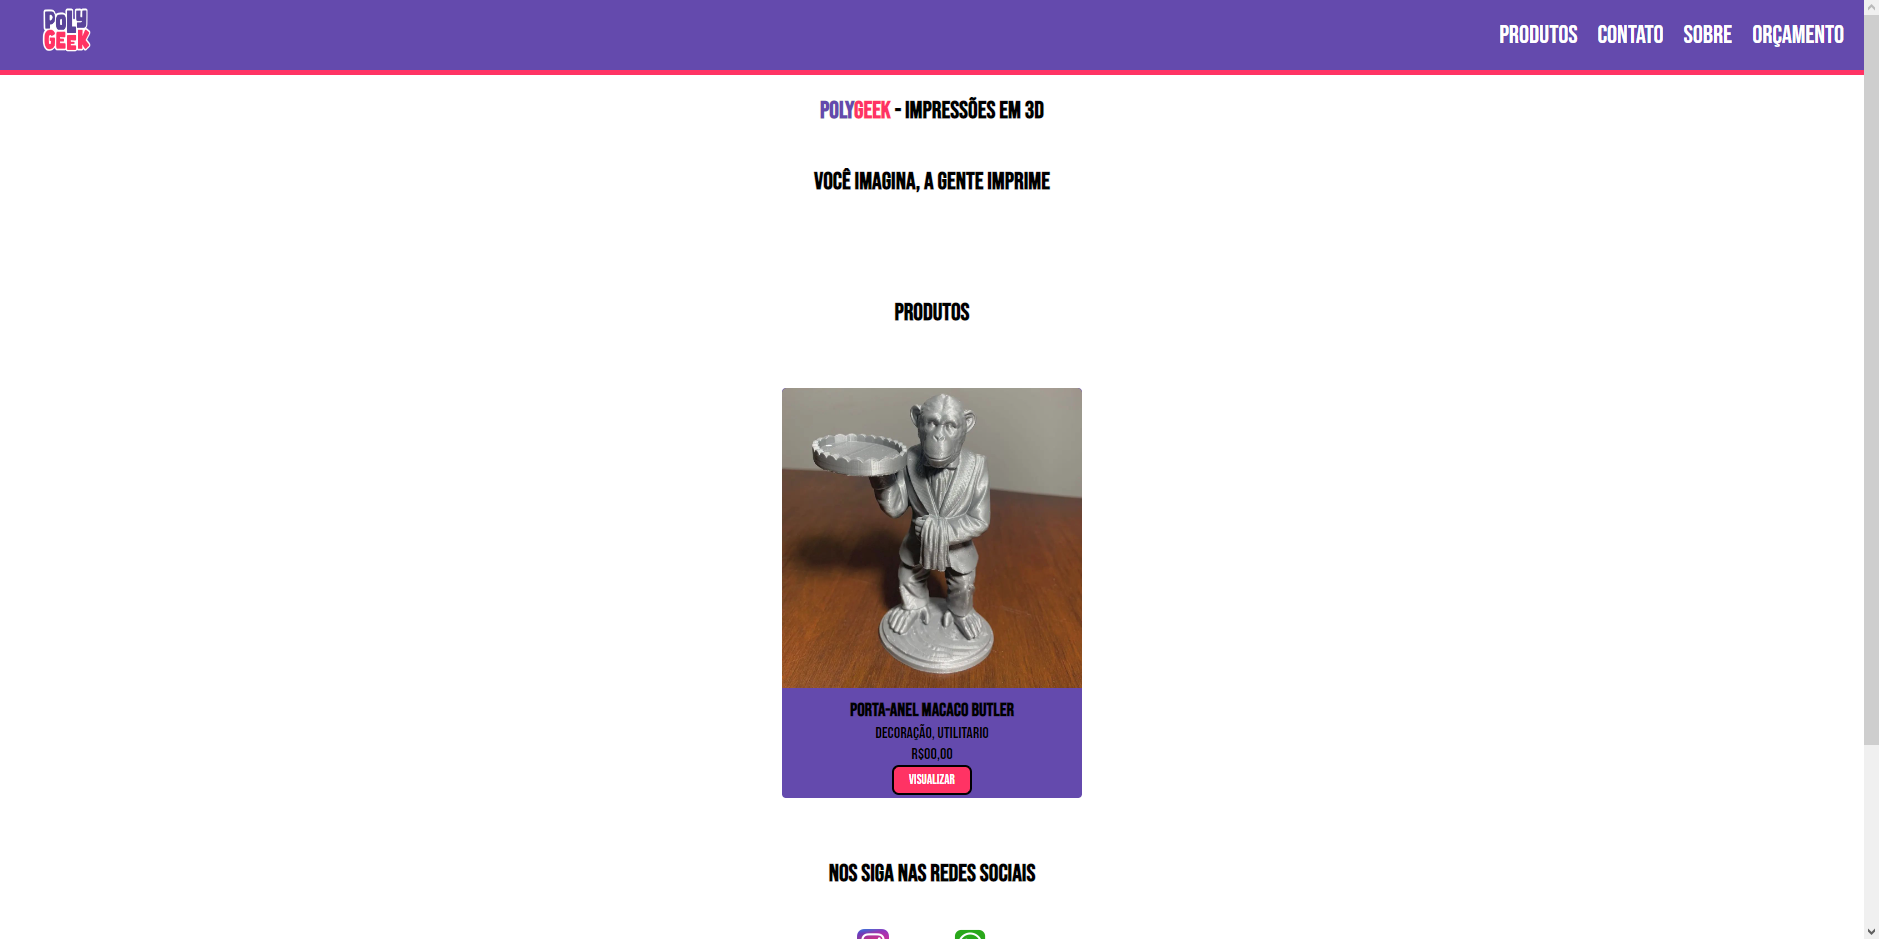 POLY
GEEK
PRODUTOS CONTATO SOBRE ORÇAMENTO
POLYGEEK - IMPRESSÕES EM 3D
VOCÊ IMAGINA, A GENTE IMPRIME
PRODUTOS
PORTA-ANEL MACACO BUTLER
DECORAÇÃO, UTILITARIO
R$00,00
VISUALIZAR
NOS SIGA NAS REDES SOCIAIS